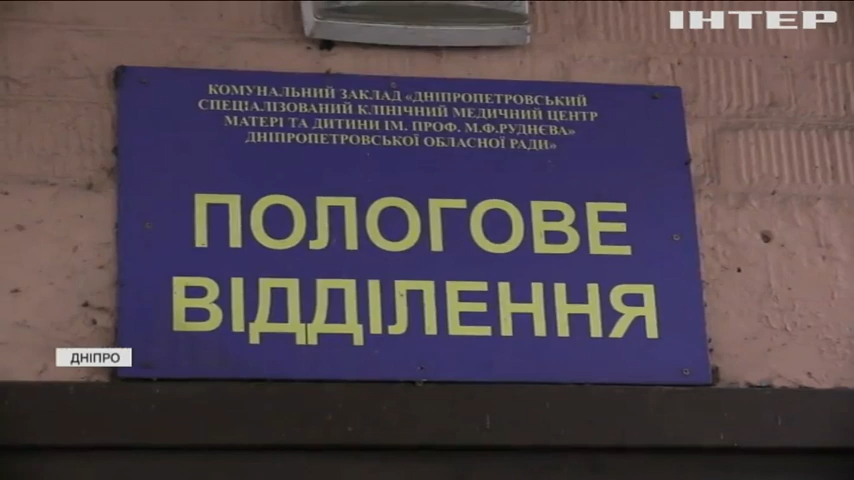 ІНТЕР
КОМУНАЛЬНИЙ ЗАКЛАД «ДНІПРОПЕТРОВСЬКИЙ
СПЕЦІАЛІЗОВАНИЙ КЛІНІЧНИЙ МЕДИЧНИЙ ЦЕНТР
МАТЕРІ ТА ДИТИНИ ІМ. ПРОФ. М.Ф.РУДНЄВА»
ДНІПРОПЕТРОВСЬКОЇ ОБЛАСНОЇ РАДИ»
ПОЛОГОВЕ
ВІДДІЛЕННЯ
ДНІПРО